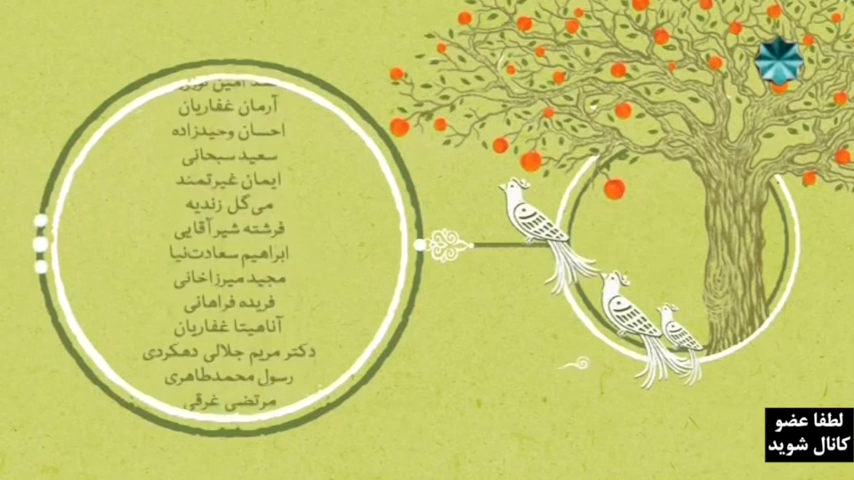 امین
آرمان غفاریان
احسان وحیدزاده
سعید سبحانی
ایمان غیرتمند
می‌گل زندیه
فرشته شیرآقایی
ابراهیم سعادت‌نیا
مجید میرزاخانی
فریده فراهانی
آناهیتا غفاریان
دکتر مریم جلالی دهکردی
رسول محمدطاهری
مرتضی غرقی
لطفا عضو
کانال شوید